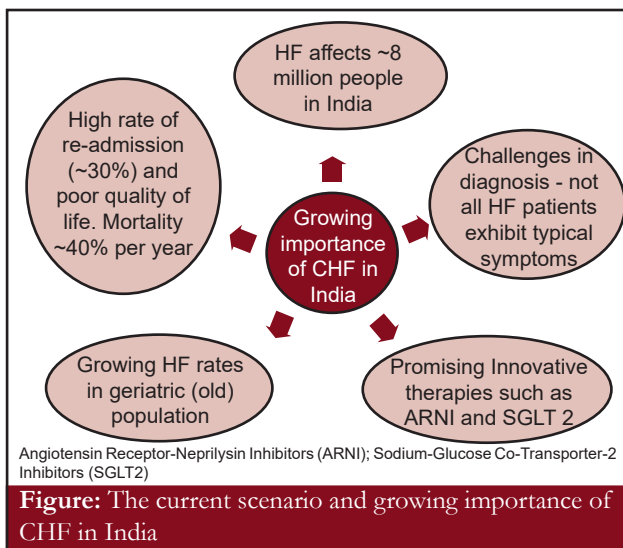 HF affects ~8
million people
in India
High rate of
re-admission
(~30%) and
poor quality of
life. Mortality
~40% per year
Challenges in
diagnosis - not
all HF patients
exhibit typical
symptoms
Growing
importance
of CHF in
India
Growing HF rates
in geriatric (old)
population
Promising Innovative
therapies such as
ARNI and SGLT 2
Angiotensin Receptor-Neprilysin Inhibitors (ARNI); Sodium-Glucose Co-Transporter-2
Inhibitors (SGLT2)
Figure: The current scenario and growing importance of
CHF in India